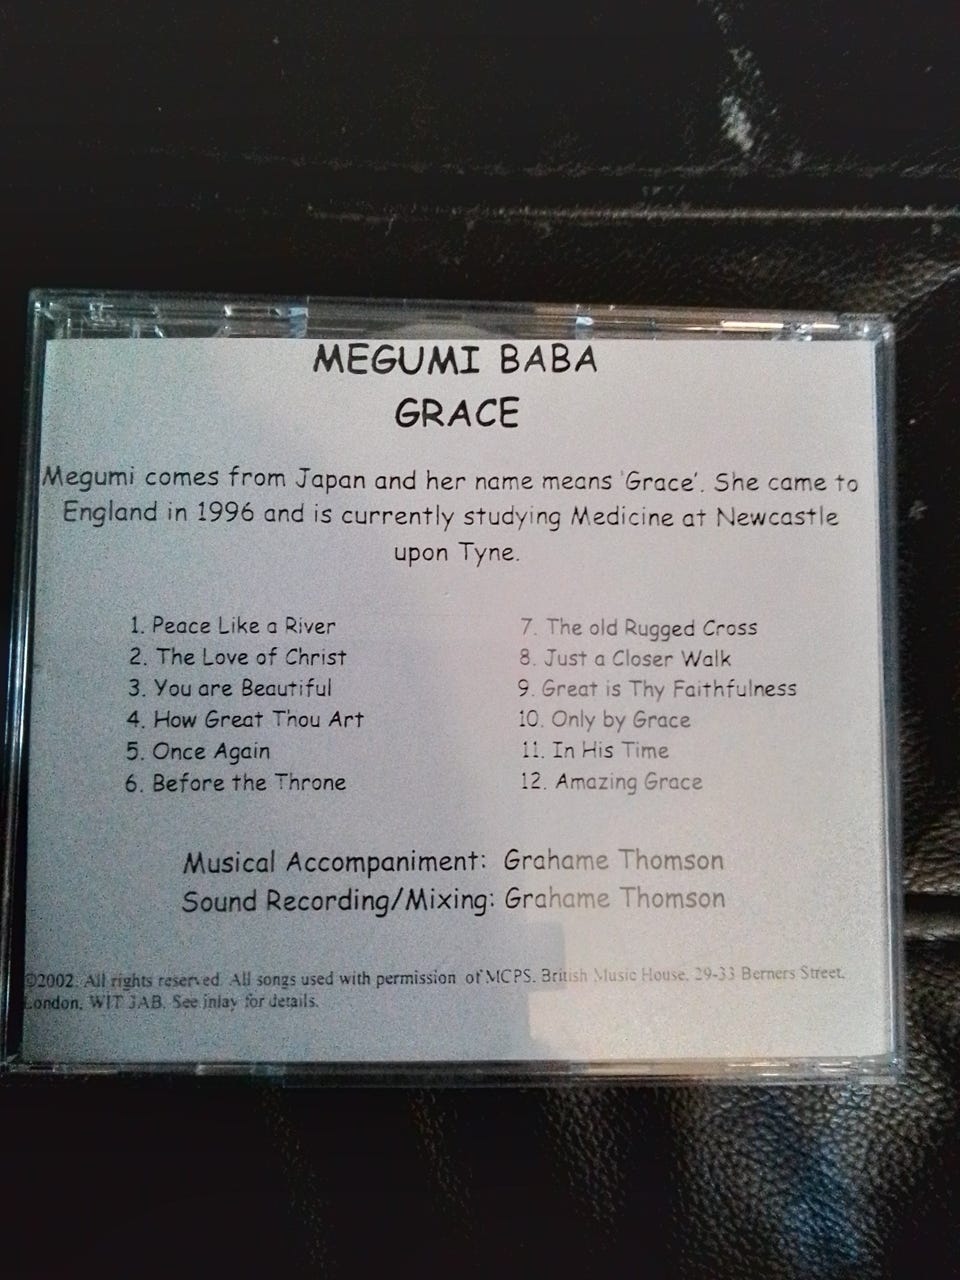 MEGUMI BABA
GRACE
Megumi comes from Japan and her name means 'Grace'. She came to
England in 1996 and is currently studying Medicine at Newcastle
upon Tyne.
1. Peace Like a River
2. The Love of Christ
3. You are Beautiful
4. How Great Thou Art
5. Once Again
6. Before the Throne
7. The old Rugged Cross
8. Just a Closer Walk
9. Great is Thy Faithfulness
10. Only by Grace
11. In His Time
12. Amazing Grace
Musical Accompaniment: Grahame Thomson
Sound Recording/Mixing: Grahame Thomson
©2002. All rights reserved. All songs used with permission of MCPS. British Music House, 29-33 Berners Street,
London, W1T 3AB. See inlay for details.